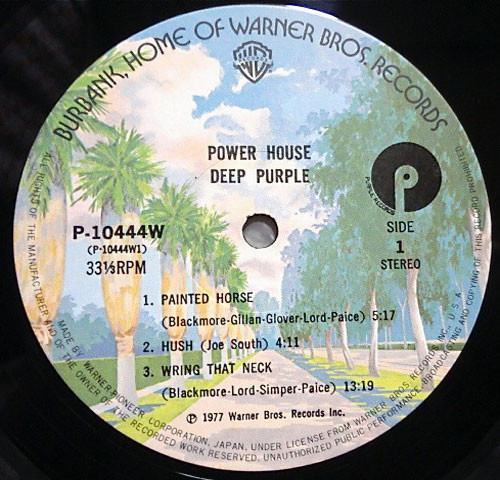 BURBANK, HOME OF WARNER BROS. RECORDS
POWER HOUSE
DEEP PURPLE
P
PURPLE RECORDS
P-10444W
(P-10444W1)
33⅓RPM
SIDE
1
STEREO
1. PAINTED HORSE
(Blackmore-Gillan-Glover-Lord-Paice) 5:17
2. HUSH (Joe South) 4:11
3. WRING THAT NECK
(Blackmore-Lord-Simper-Paice) 13:19
℗ 1977 Warner Bros. Records Inc.
MADE BY WARNER PIONEER CORPORATION, JAPAN, UNDER LICENSE FROM WARNER BROS RECORDS INC., U.S.A.
ALL RIGHTS OF THE MANUFACTURER AND OF THE OWNER OF THE RECORDED WORK RESERVED. UNAUTHORIZED PUBLIC PERFORMANCE, BROADCASTING AND COPYING OF THIS RECORD PROHIBITED